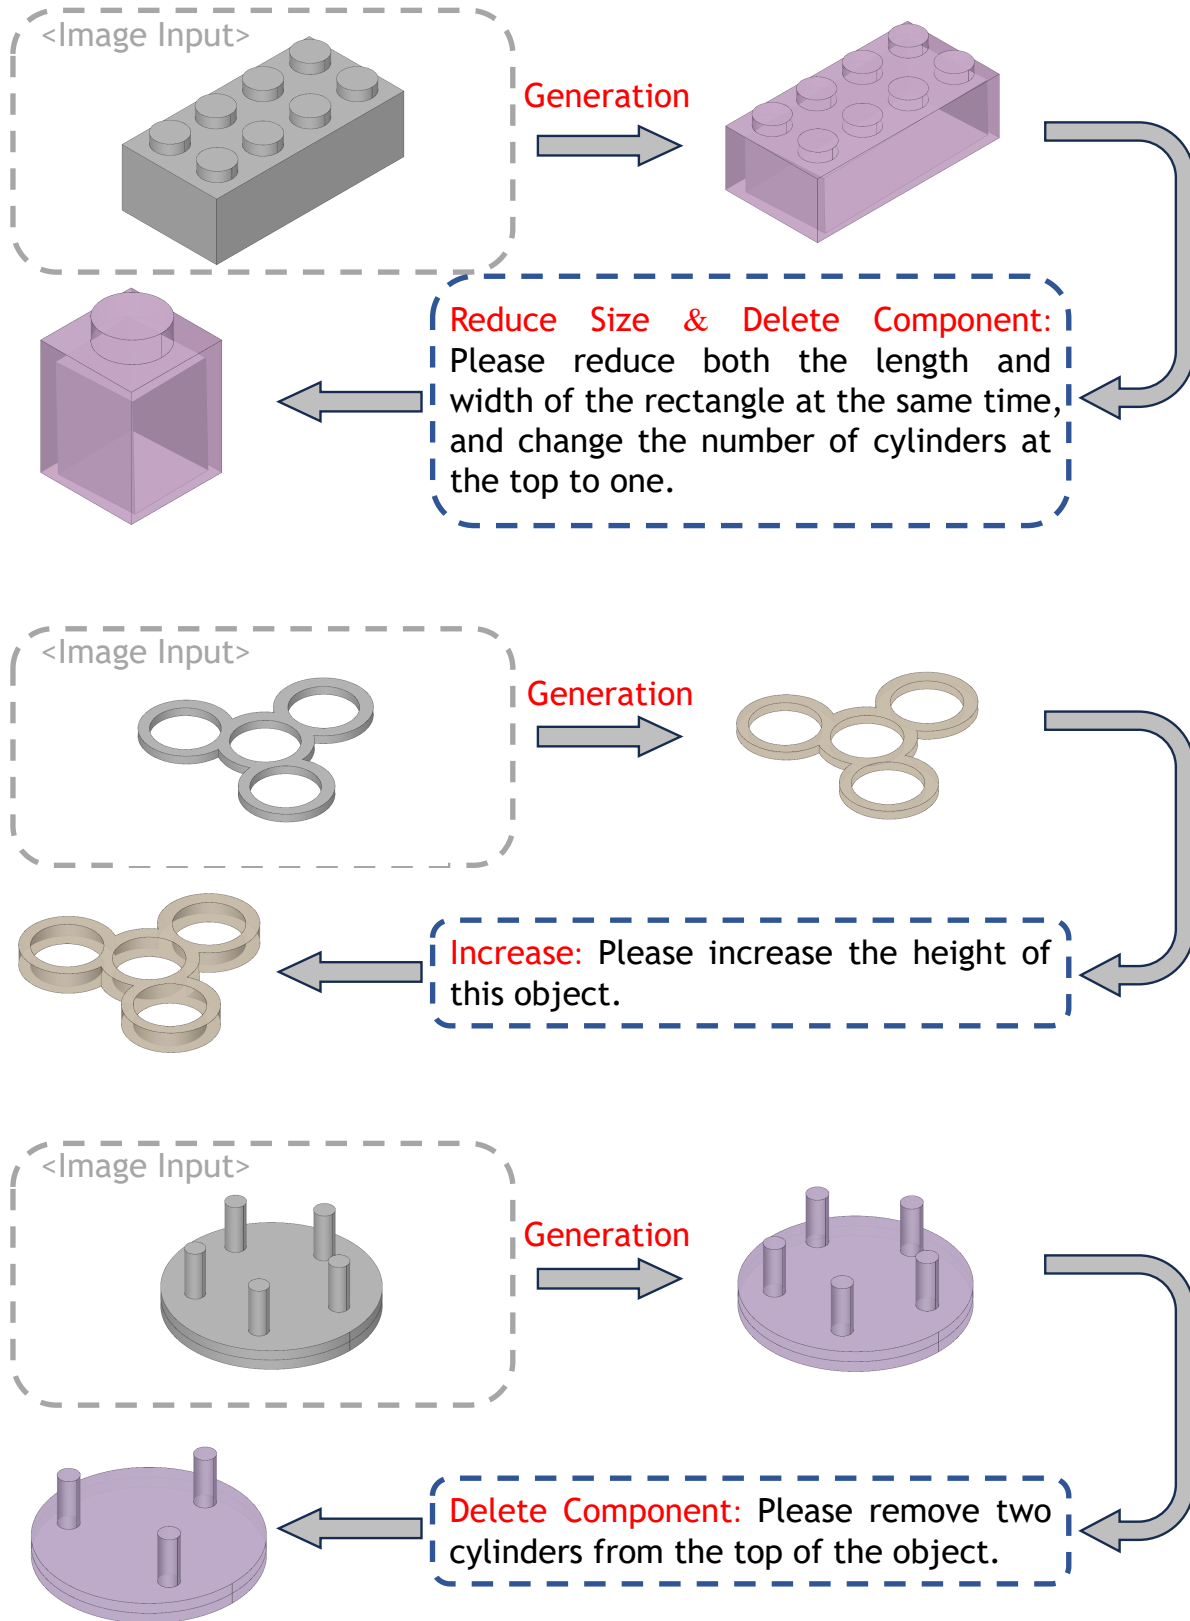 <Image Input>
Generation
Reduce Size & Delete Component:
Please reduce both the length and
width of the rectangle at the same time,
and change the number of cylinders at
the top to one.
<Image Input>
Generation
Increase: Please increase the height of
this object.
<Image Input>
Generation
Delete Component: Please remove two
cylinders from the top of the object.